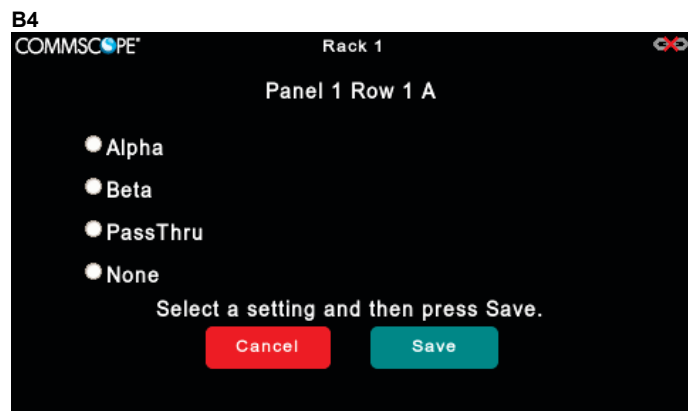 B4
COMMSCOPE® Rack 1
Panel 1 Row 1 A
Alpha
Beta
PassThru
None
Select a setting and then press Save.
Cancel Save